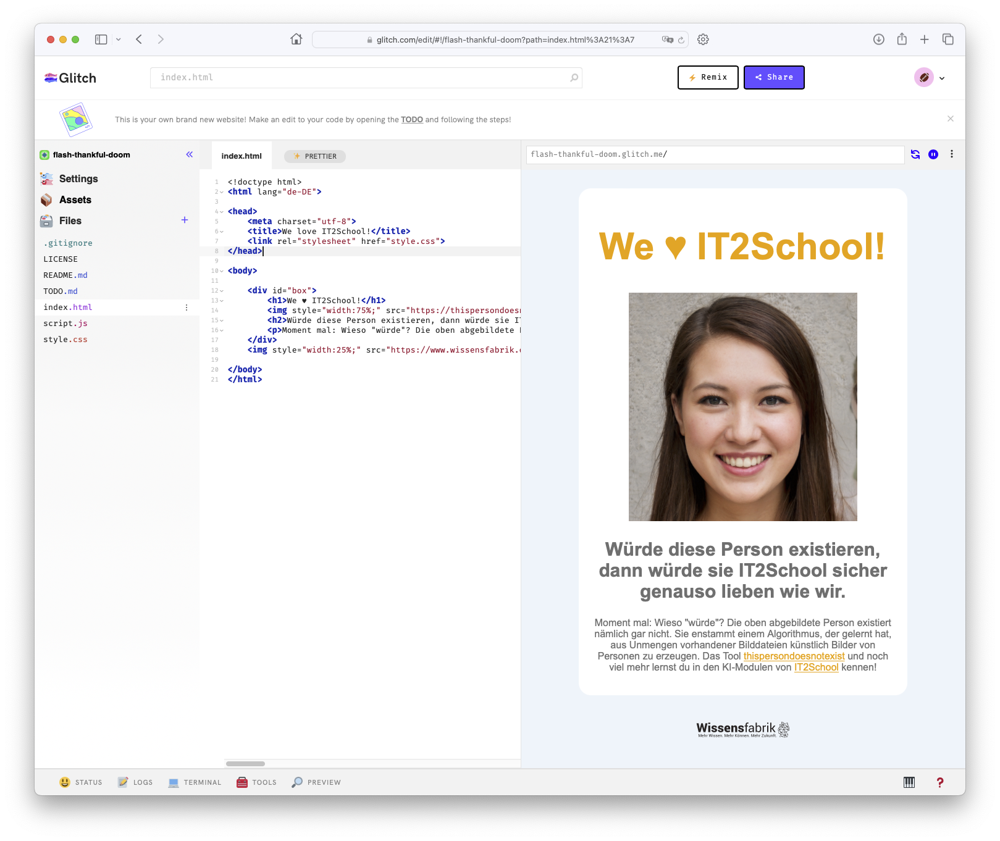 glitch.com/edit/#!/flash-thankful-doom?path=index.html%3A21%3A7
Glitch
index.html
Remix
Share
This is your own brand new website! Make an edit to your code by opening the TODO and following the steps!
flash-thankful-doom
Settings
Assets
Files
.gitignore
LICENSE
README.md
TODO.md
index.html
script.js
style.css
index.html
PRETTIER
1 <!doctype html>
2 <html lang="de-DE">
3
4 <head>
5 <meta charset="utf-8">
6 <title>We love IT2School!</title>
7 <link rel="stylesheet" href="style.css">
8 </head>
9
10 <body>
11
12 <div id="box">
13 <h1>We ♥ IT2School!</h1>
14 <img style="width:75%;" src="https://thispersondoesn
15 <h2>Würde diese Person existieren, dann würde sie IT
16 <p>Moment mal: Wieso "würde"? Die oben abgebildete
17 </div>
18 <img style="width:25%;" src="https://www.wissensfabrik.
19
20 </body>
21 </html>
flash-thankful-doom.glitch.me/
We ♥ IT2School!
Würde diese Person existieren,
dann würde sie IT2School sicher
genauso lieben wie wir.
Moment mal: Wieso "würde"? Die oben abgebildete Person existiert
nämlich gar nicht. Sie enstammt einem Algorithmus, der gelernt hat,
aus Unmengen vorhandener Bilddateien künstlich Bilder von
Personen zu erzeugen. Das Tool thispersondoesnotexist und noch
viel mehr lernst du in den KI-Modulen von IT2School kennen!
Wissensfabrik
Mehr Wissen. Mehr Können. Mehr Zukunft.
STATUS
LOGS
TERMINAL
TOOLS
PREVIEW
?